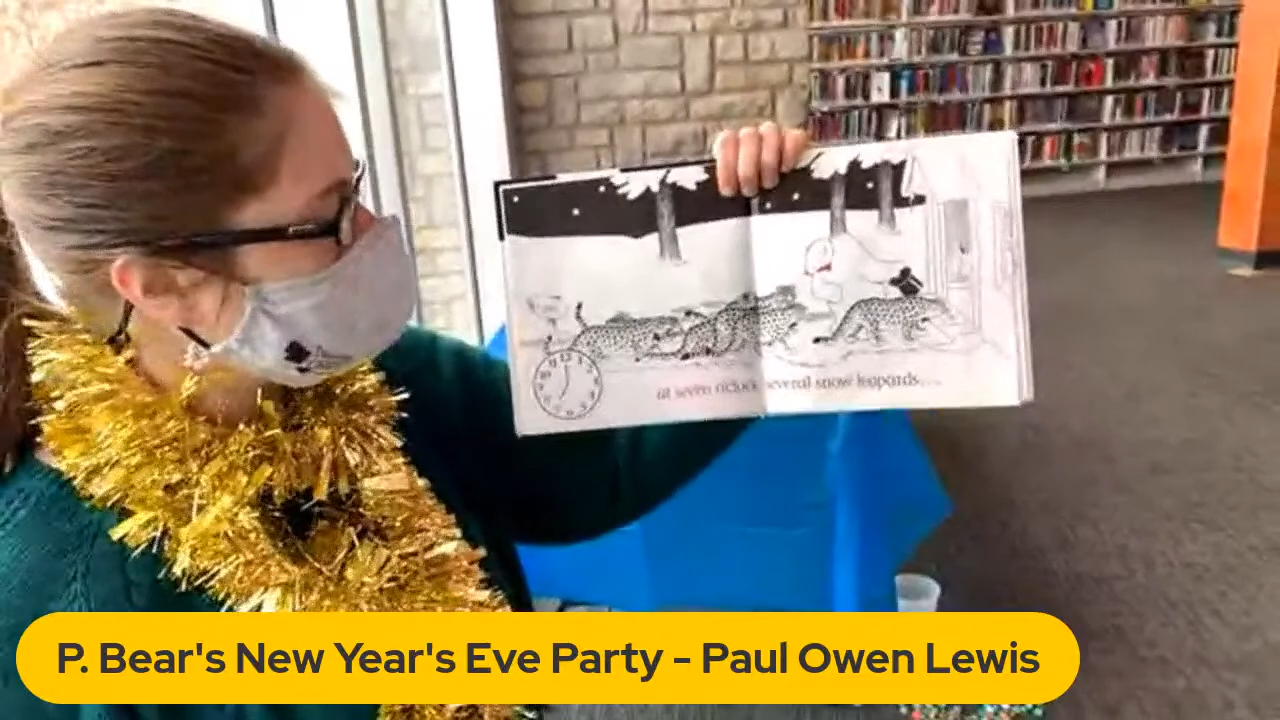 at seven o'clock several snow leopards....
P. Bear's New Year's Eve Party - Paul Owen Lewis